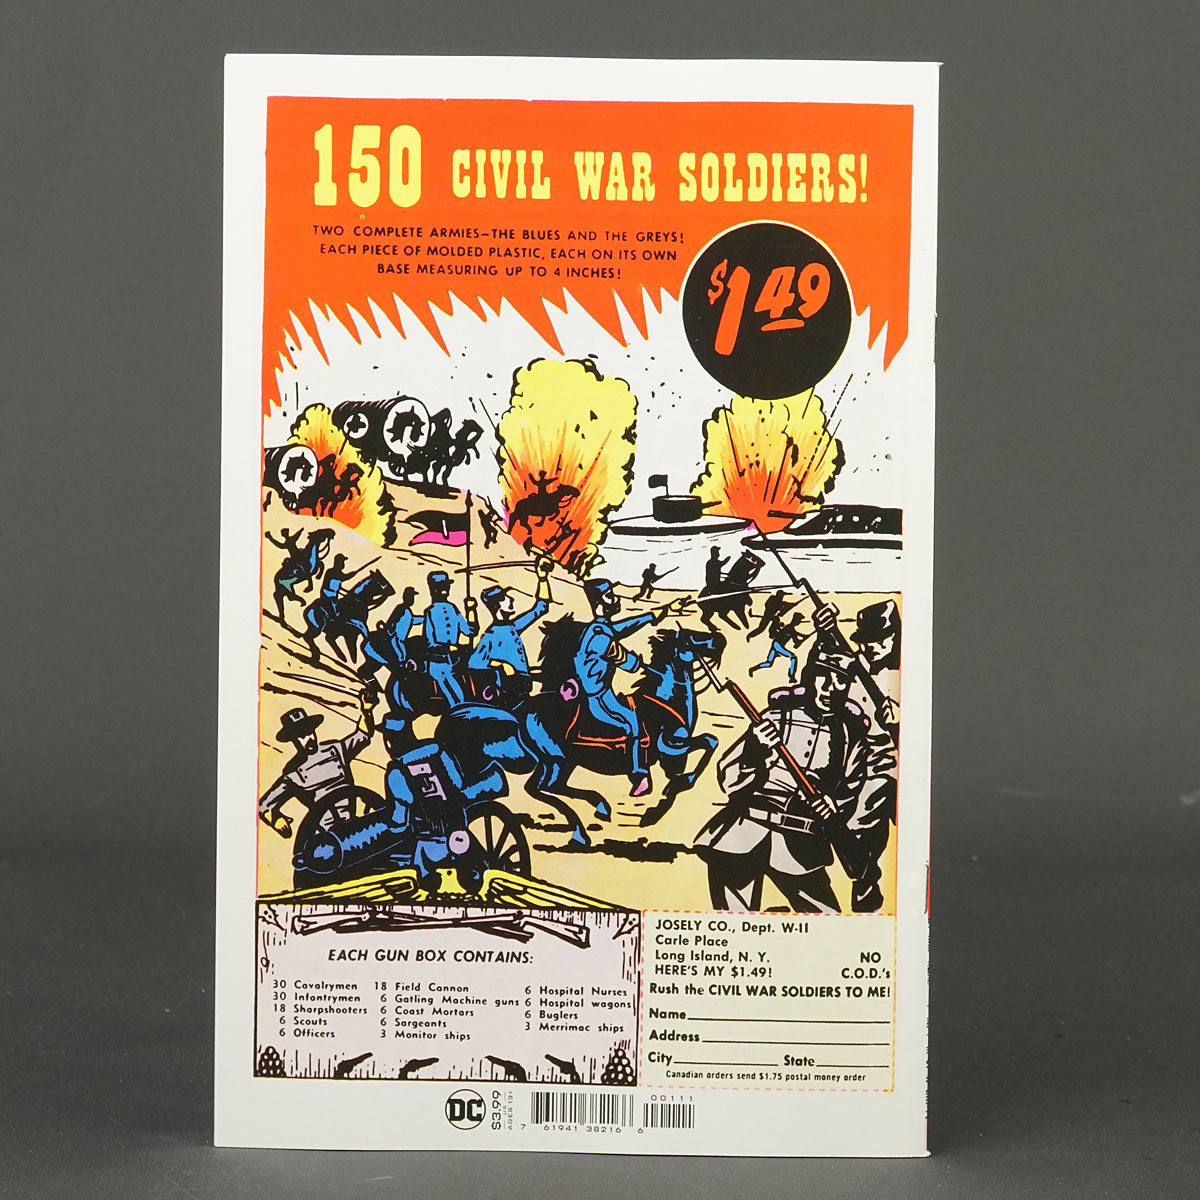 150 CIVIL WAR SOLDIERS!
TWO COMPLETE ARMIES—THE BLUES AND THE GREYS!
EACH PIECE OF MOLDED PLASTIC, EACH ON ITS OWN
BASE MEASURING UP TO 4 INCHES!
$1.49
EACH GUN BOX CONTAINS:
30 Cavalrymen
30 Infantrymen
18 Sharpshooters
6 Scouts
6 Officers
18 Field Cannon
6 Gatling Machine guns
6 Coast Mortars
6 Sargeants
3 Monitor ships
6 Hospital Nurses
6 Hospital wagons
6 Buglers
3 Merrimac ships
JOSELY CO., Dept. W-11
Carle Place
Long Island, N. Y.
HERE'S MY $1.49!
NO
C.O.D.'s
Rush the CIVIL WAR SOLDIERS TO ME!
Name
Address
City State
Canadian orders send $1.75 postal money order
DC
$3.99
US
AGES 13+
7 61941 38216 6
00111